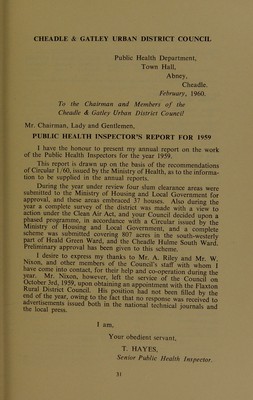 CHEADLE & GATLEY URBAN DISTRICT COUNCIL
Public Health Department,
Town Hall,
Abney,
Cheadle.
February, 1960.
To the Chairman and Members of the
Cheadle & Gatley Urban District Council
Mr. Chairman, Lady and Gentlemen,
PUBLIC HEALTH INSPECTOR'S REPORT FOR 1959
I have the honour to present my annual report on the work
of the Public Health Inspectors for the year 1959.
This report is drawn up on the basis of the recommendations
of Circular 1/60, issued by the Ministry of Health, as to the informa-
tion to be supplied in the annual reports.
During the year under review four slum clearance areas were
submitted to the Ministry of Housing and Local Government for
approval, and these areas embraced 37 houses. Also during the
year a complete survey of the district was made with a view to
action under the Clean Air Act, and your Council decided upon a
phased programme, in accordance with a Circular issued by the
Ministry of Housing and Local Government, and a complete
scheme was submitted covering 807 acres in the south-westerly
part of Heald Green Ward, and the Cheadle Hulme South Ward.
Preliminary approval has been given to this scheme.
I desire to express my thanks to Mr. A. Riley and Mr. W.
Nixon, and other members of the Council's staff with whom I
have come into contact, for their help and co-operation during the
year. Mr. Nixon, however, left the service of the Council on
October 3rd, 1959, upon obtaining an appointment with the Flaxton
Rural District Council. His position had not been filled by the
end of the year, owing to the fact that no response was received to
advertisements issued both in the national technical journals and
the local press.
I am,
Your obedient servant,
T. HAYES,
Senior Public Health Inspector.
31